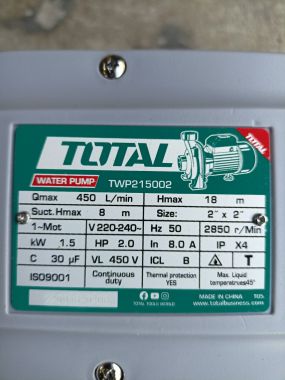 TOTAL
TOTAL
WATER PUMP TWP215002
Qmax 450 L/min Hmax 18 m
Suct.Hmax 8 m Size: 2" x 2"
1~Mot V 220-240~ Hz 50 2850 r/Min
kW 1.5 HP 2.0 In 8.0 A IP X4
C 30 µF VL 450 V ICL B
ISO9001 Continuous duty Thermal protection YES Max. Liquid temperature≤45°
TOTAL TOOLS WORLD
MADE IN CHINA T05
www.totalbusiness.com